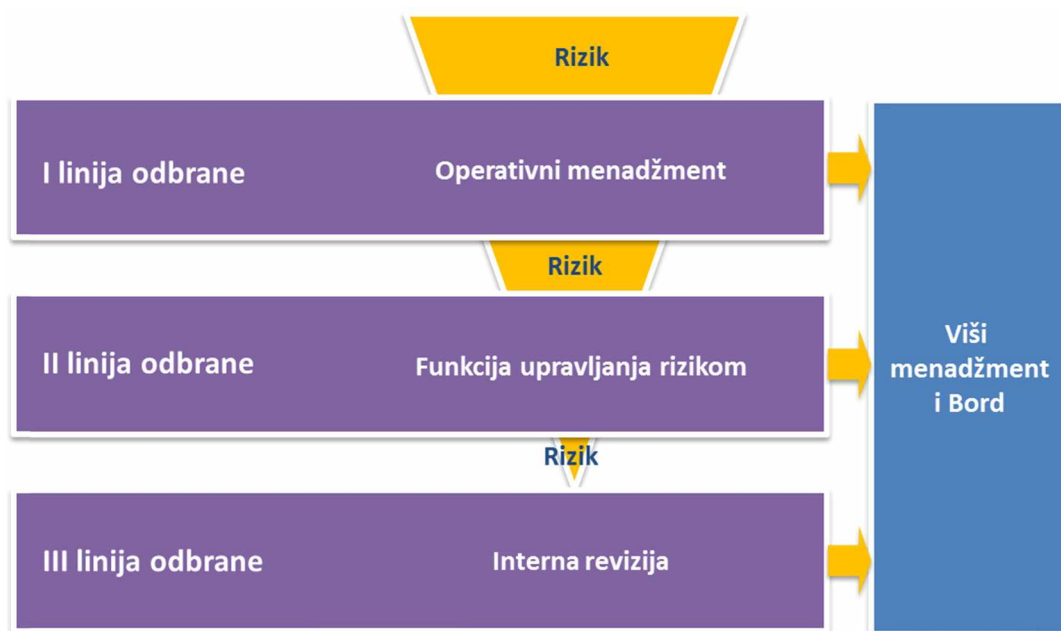 Rizik
I linija odbrane
Operativni menadžment
Rizik
II linija odbrane
Funkcija upravljanja rizikom
Rizik
III linija odbrane
Interna revizija
Viši
menadžment
i Bord